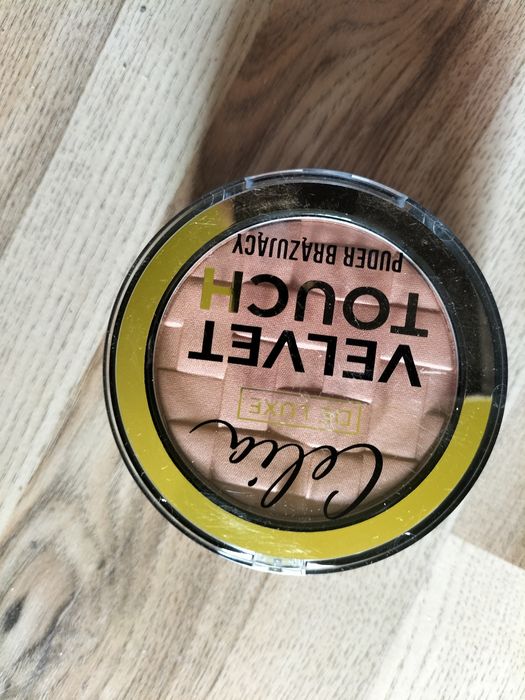 Celia
DE LUXE
VELVET
TOUCH
PUDER BRĄZUJĄCY